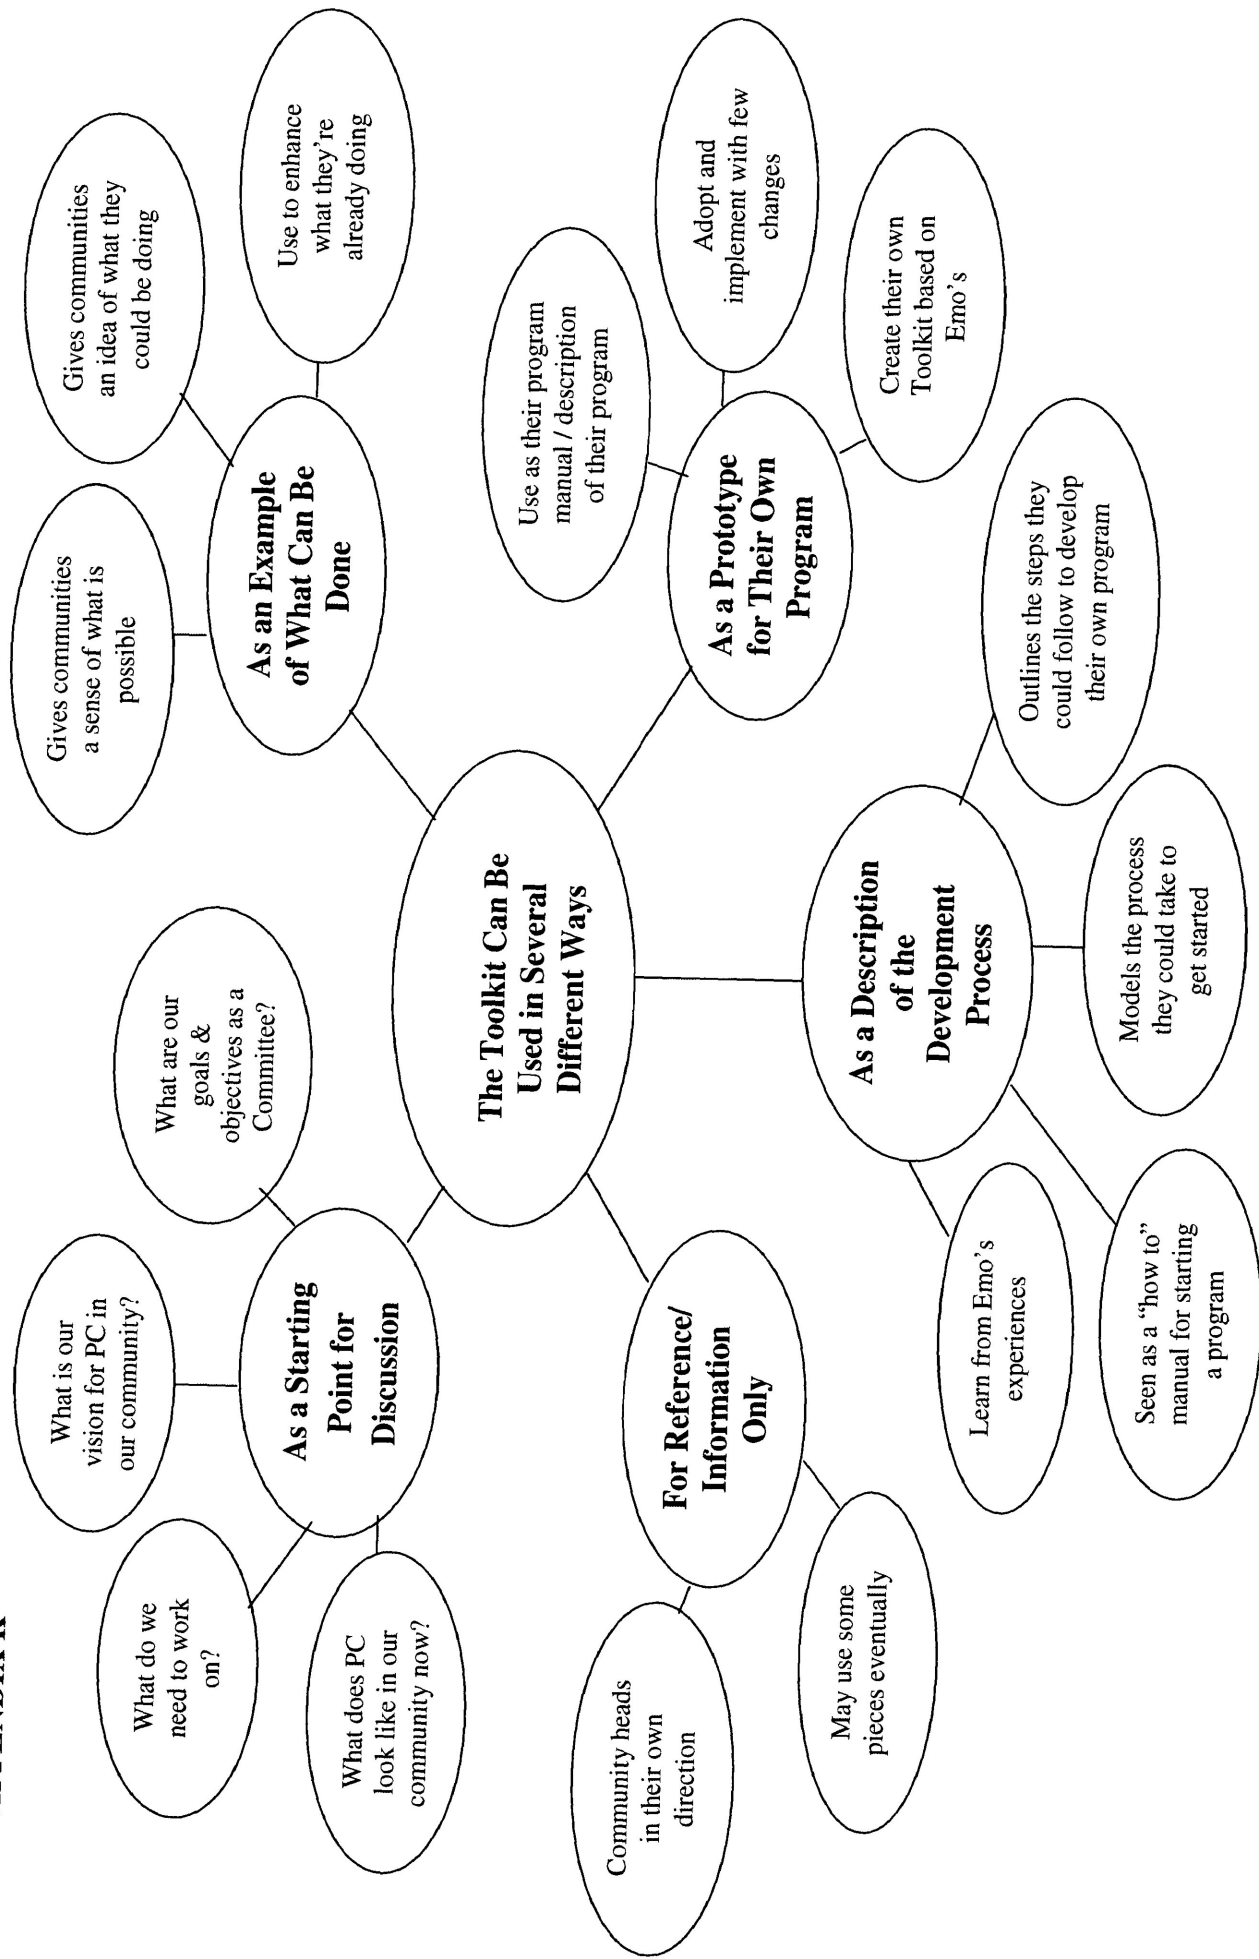 What do we
need to work
on?
What is our
vision for PC in
our community?
What are our
goals &
objectives as a
Committee?
What does PC
look like in our
community now?
As a Starting
Point for
Discussion
Gives communities
a sense of what is
possible
Gives communities
an idea of what they
could be doing
Use to enhance
what they're
already doing
As an Example
of What Can Be
Done
The Toolkit Can Be
Used in Several
Different Ways
Community heads
in their own
direction
For Reference/
Information
Only
May use some
pieces eventually
Use as their program
manual / description
of their program
Adopt and
implement with few
changes
As a Prototype
for Their Own
Program
Create their own
Toolkit based on
Emo's
As a Description
of the
Development
Process
Learn from Emo's
experiences
Seen as a “how to”
manual for starting
a program
Models the process
they could take to
get started
Outlines the steps they
could follow to develop
their own program